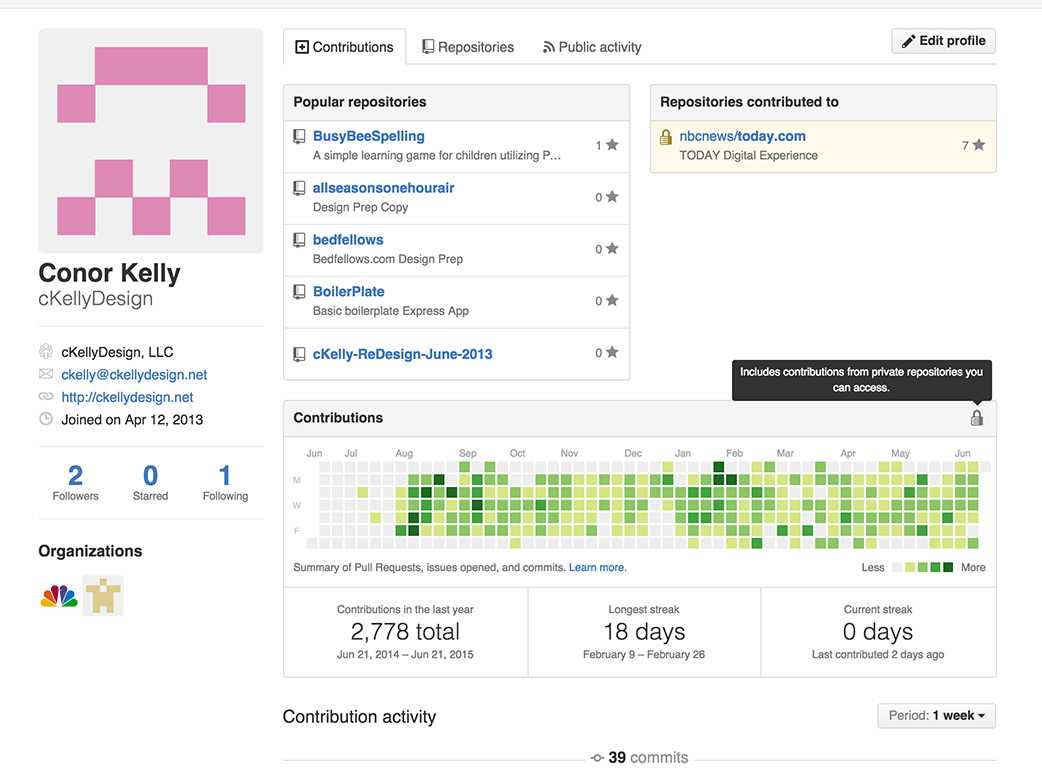 Contributions
Repositories
Public activity
Edit profile
Conor Kelly
cKellyDesign
cKellyDesign, LLC
ckelly@ckellydesign.net
http://ckellydesign.net
Joined on Apr 12, 2013
2 0 1
Followers Starred Following
Organizations
Popular repositories
BusyBeeSpelling
A simple learning game for children utilizing P…
1
allseasonsonehourair
Design Prep Copy
0
bedfellows
Bedfellows.com Design Prep
0
BoilerPlate
Basic boilerplate Express App
0
cKelly-ReDesign-June-2013
0
Repositories contributed to
nbcnews/today.com
TODAY Digital Experience
7
Includes contributions from private repositories you
can access.
Contributions
Jun Jul Aug Sep Oct Nov Dec Jan Feb Mar Apr May Jun
M
W
F
Summary of Pull Requests, issues opened, and commits. Learn more.
Less More
Contributions in the last year
2,778 total
Jun 21, 2014 – Jun 21, 2015
Longest streak
18 days
February 9 – February 26
Current streak
0 days
Last contributed 2 days ago
Contribution activity
Period: 1 week
39 commits